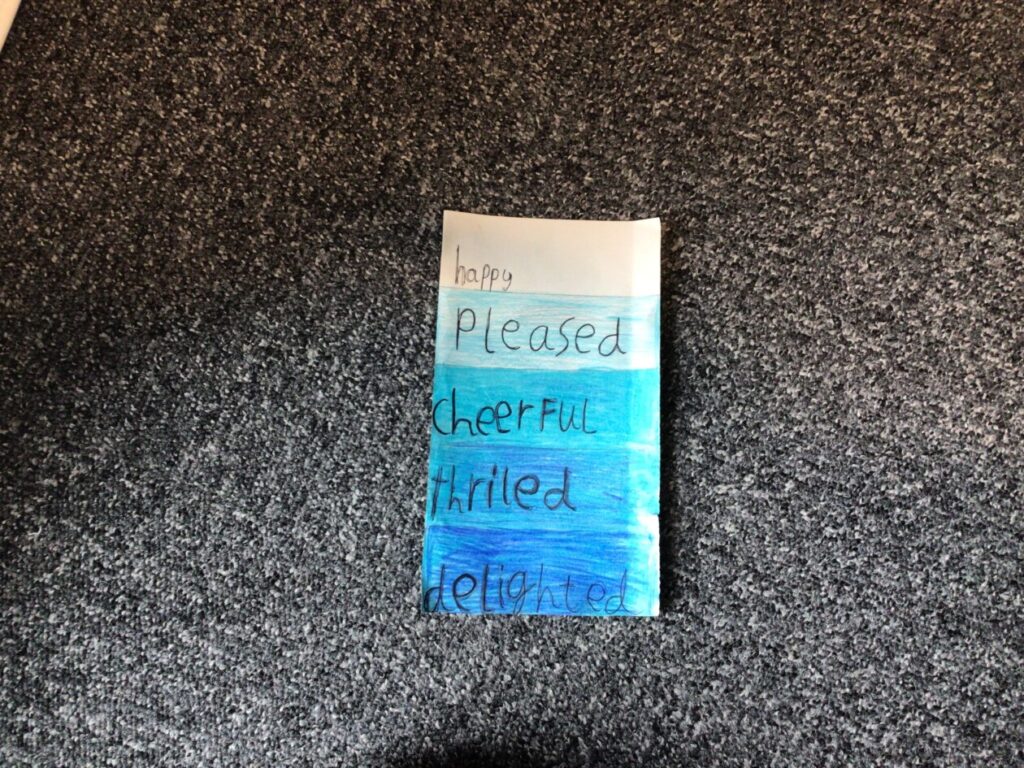 happy
Pleased
cheerFUL
thriled
delighted